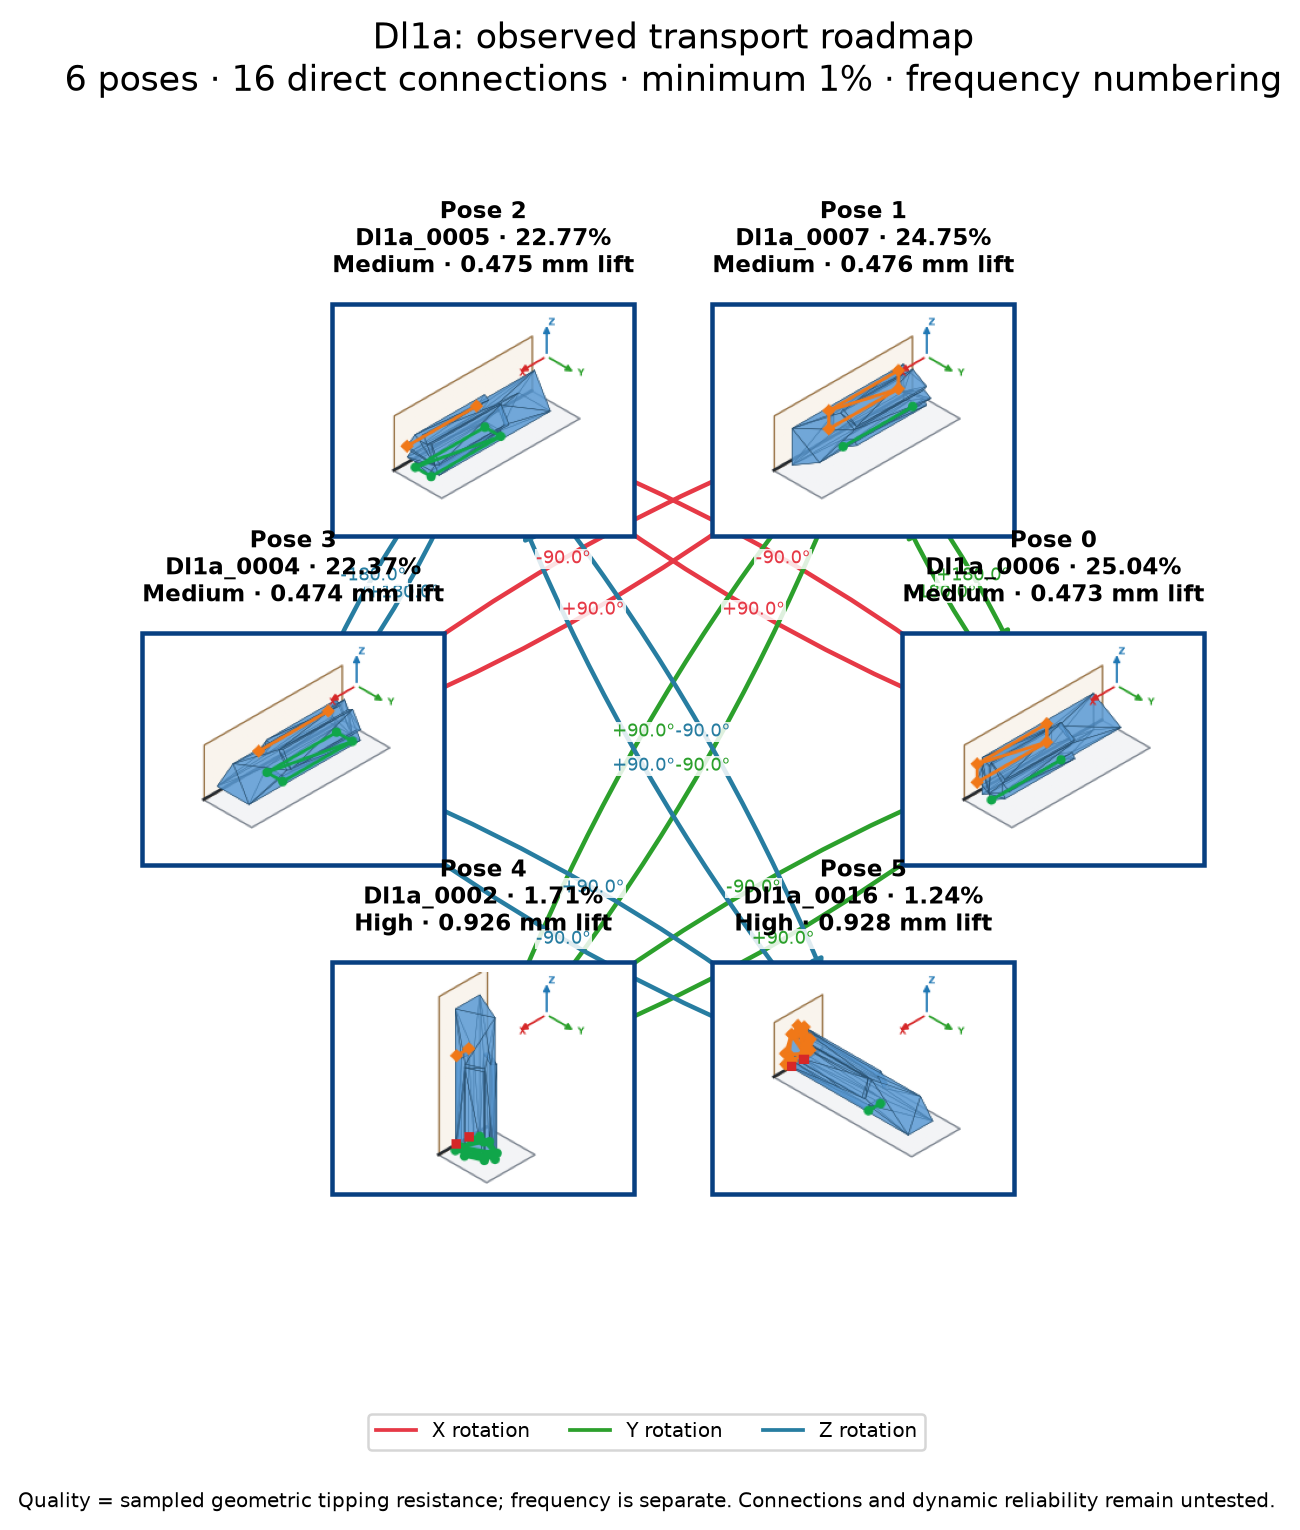 Dl1a: observed transport roadmap
6 poses · 16 direct connections · minimum 1% · frequency numbering
Pose 2
Dl1a_0005 · 22.77%
Medium · 0.475 mm lift
Pose 1
Dl1a_0007 · 24.75%
Medium · 0.476 mm lift
Z
X
Y
Z
X
Y
Pose 3
Dl1a_0004 · 22.37%
Medium · 0.474 mm lift
Pose 0
Dl1a_0006 · 25.04%
Medium · 0.473 mm lift
-180.0°
+180.0°
-90.0°
-90.0°
+90.0°
+90.0°
Z
X
Y
Z
X
Y
+90.0°
-90.0°
+90.0°
-90.0°
Pose 4
Dl1a_0002 · 1.71%
High · 0.926 mm lift
Pose 5
Dl1a_0016 · 1.24%
High · 0.928 mm lift
+90.0°
-90.0°
-90.0°
+90.0°
Z
X
Y
Z
X
Y
X rotation
Y rotation
Z rotation
Quality = sampled geometric tipping resistance; frequency is separate. Connections and dynamic reliability remain untested.